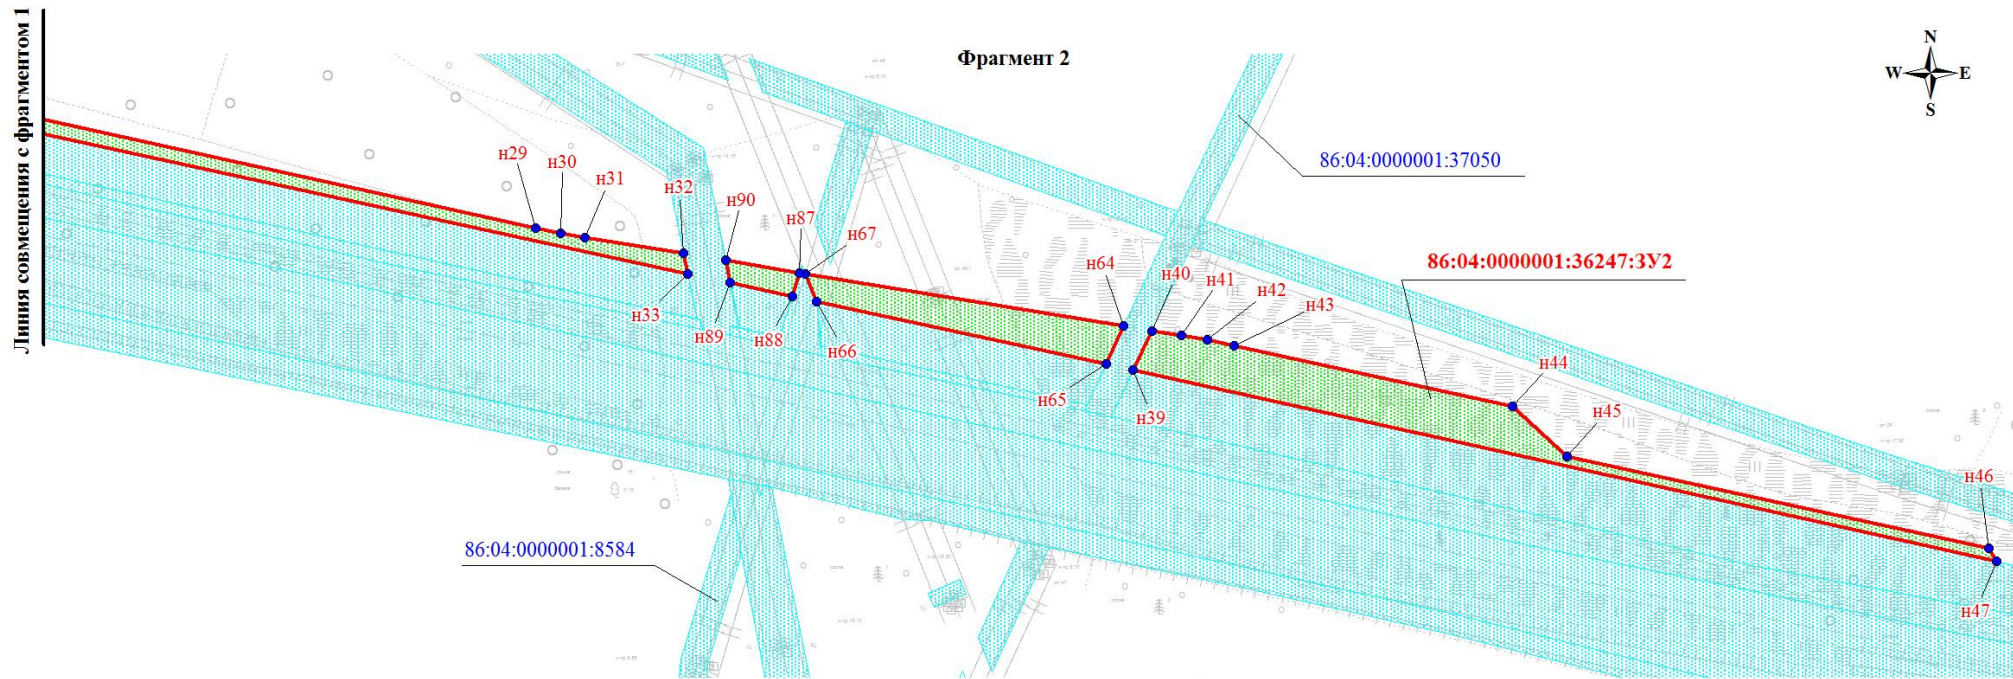 Линия совмещения с фрагментом 1
Фрагмент 2
N
W E
S
86:04:0000001:37050
н29
н30
н31
н32
н90
н87
н67
н64
н40
н41
н42
н43
86:04:0000001:36247:ЗУ2
н33
н89
н88
н66
н65
н39
н44
н45
н46
н47
86:04:0000001:8584